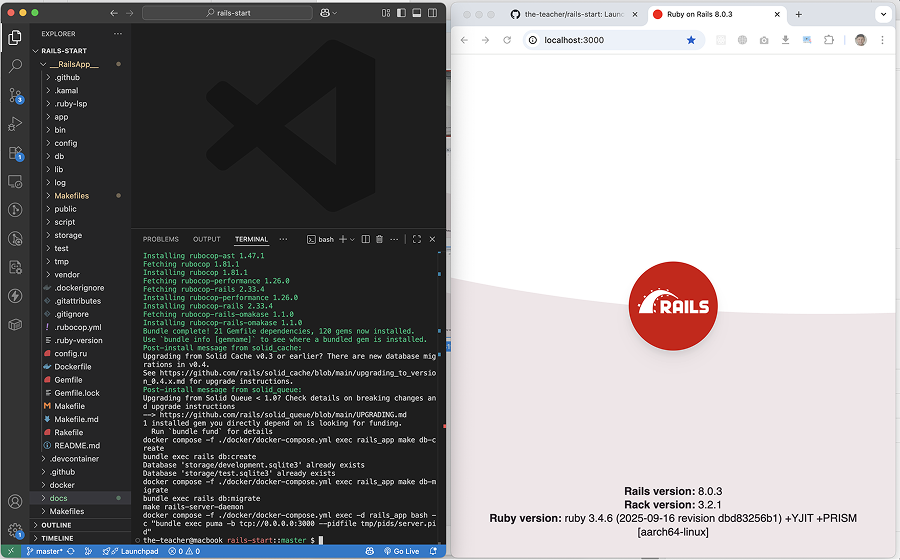 rails-start
EXPLORER
RAILS-START
__RailsApp__
.github
.kamal
.ruby-lsp
app
bin
config
db
lib
log
Makefiles
public
script
storage
test
tmp
vendor
.dockerignore
.gitattributes
.gitignore
.rubocop.yml
.ruby-version
config.ru
Dockerfile
Gemfile
Gemfile.lock
Makefile
Makefile.md
Rakefile
README.md
.devcontainer
.github
docker
docs
Makefiles
OUTLINE
TIMELINE
3
1
1
PROBLEMS OUTPUT TERMINAL bash
Installing rubocop-ast 1.47.1
Fetching rubocop 1.81.1
Installing rubocop 1.81.1
Fetching rubocop-performance 1.26.0
Fetching rubocop-rails 2.33.4
Installing rubocop-performance 1.26.0
Installing rubocop-rails 2.33.4
Fetching rubocop-rails-omakase 1.1.0
Installing rubocop-rails-omakase 1.1.0
Bundle complete! 21 Gemfile dependencies, 120 gems now installed.
Use `bundle info [gemname]` to see where a bundled gem is installed.
Post-install message from solid_cache:
Upgrading from Solid Cache v0.3 or earlier? There are new database mig
rations in v0.4.
See https://github.com/rails/solid_cache/blob/main/upgrading_to_versio
n_0.4.x.md for upgrade instructions.
Post-install message from solid_queue:
Upgrading from Solid Queue < 1.0? Check details on breaking changes an
d upgrade instructions
--> https://github.com/rails/solid_queue/blob/main/UPGRADING.md
1 installed gem you directly depend on is looking for funding.
Run `bundle fund` for details
docker compose -f ./docker/docker-compose.yml exec rails_app make db-c
reate
bundle exec rails db:create
Database 'storage/development.sqlite3' already exists
Database 'storage/test.sqlite3' already exists
docker compose -f ./docker/docker-compose.yml exec rails_app make db-m
igrate
bundle exec rails db:migrate
make rails-server-daemon
docker compose -f ./docker/docker-compose.yml exec -d rails_app bash -
c "bundle exec puma -b tcp://0.0.0.0:3000 --pidfile tmp/pids/server.pi
d"
the-teacher@macbook rails-start::master $
master* Launchpad 0 0 Go Live
the-teacher/rails-start: Laun
Ruby on Rails 8.0.3
localhost:3000
RAILS
Rails version: 8.0.3
Rack version: 3.2.1
Ruby version: ruby 3.4.6 (2025-09-16 revision dbd83256b1) +YJIT +PRISM
[aarch64-linux]